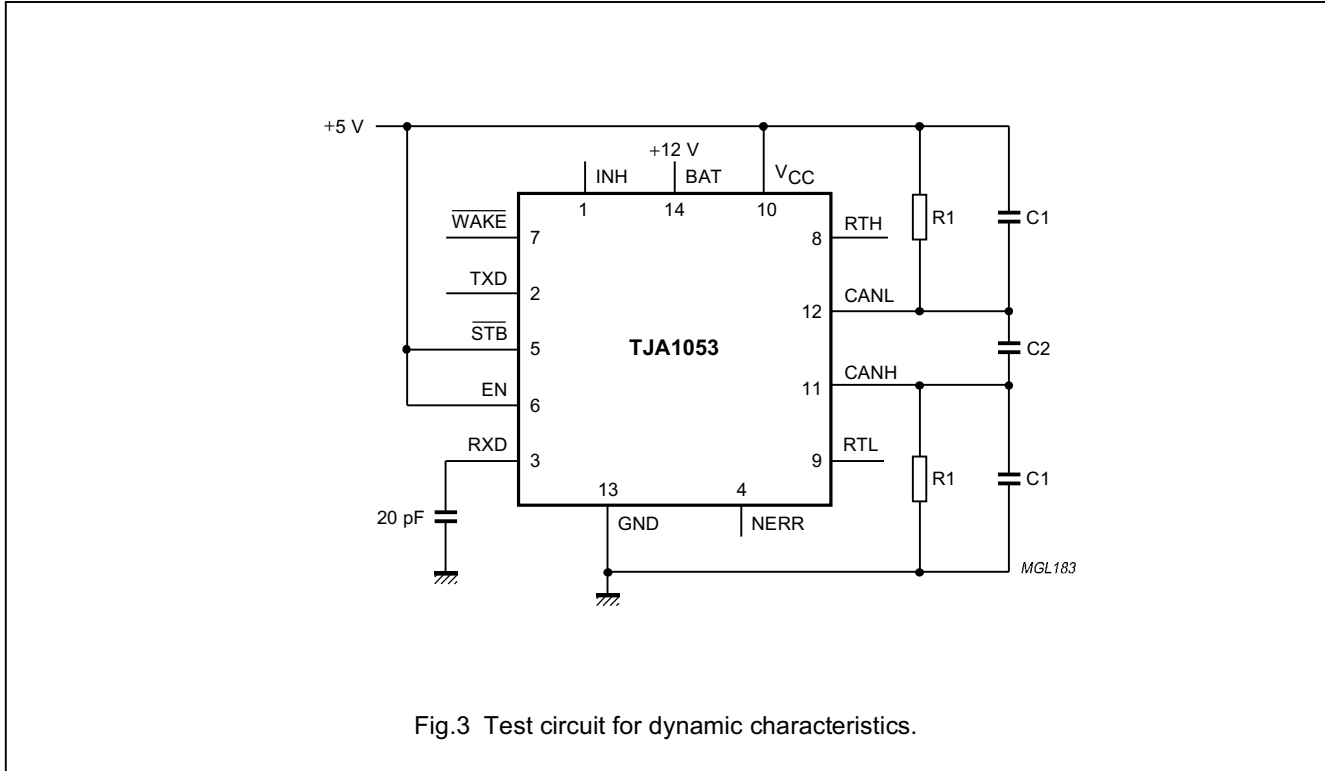 +5 V
+12 V
INH
BAT
VCC
1
14
10
WAKE
7
8
RTH
R1
C1
TXD
2
12
CANL
STB
5
TJA1053
C2
11
CANH
EN
6
RXD
3
9
RTL
R1
C1
13
4
20 pF
GND
NERR
MGL183
Fig.3 Test circuit for dynamic characteristics.